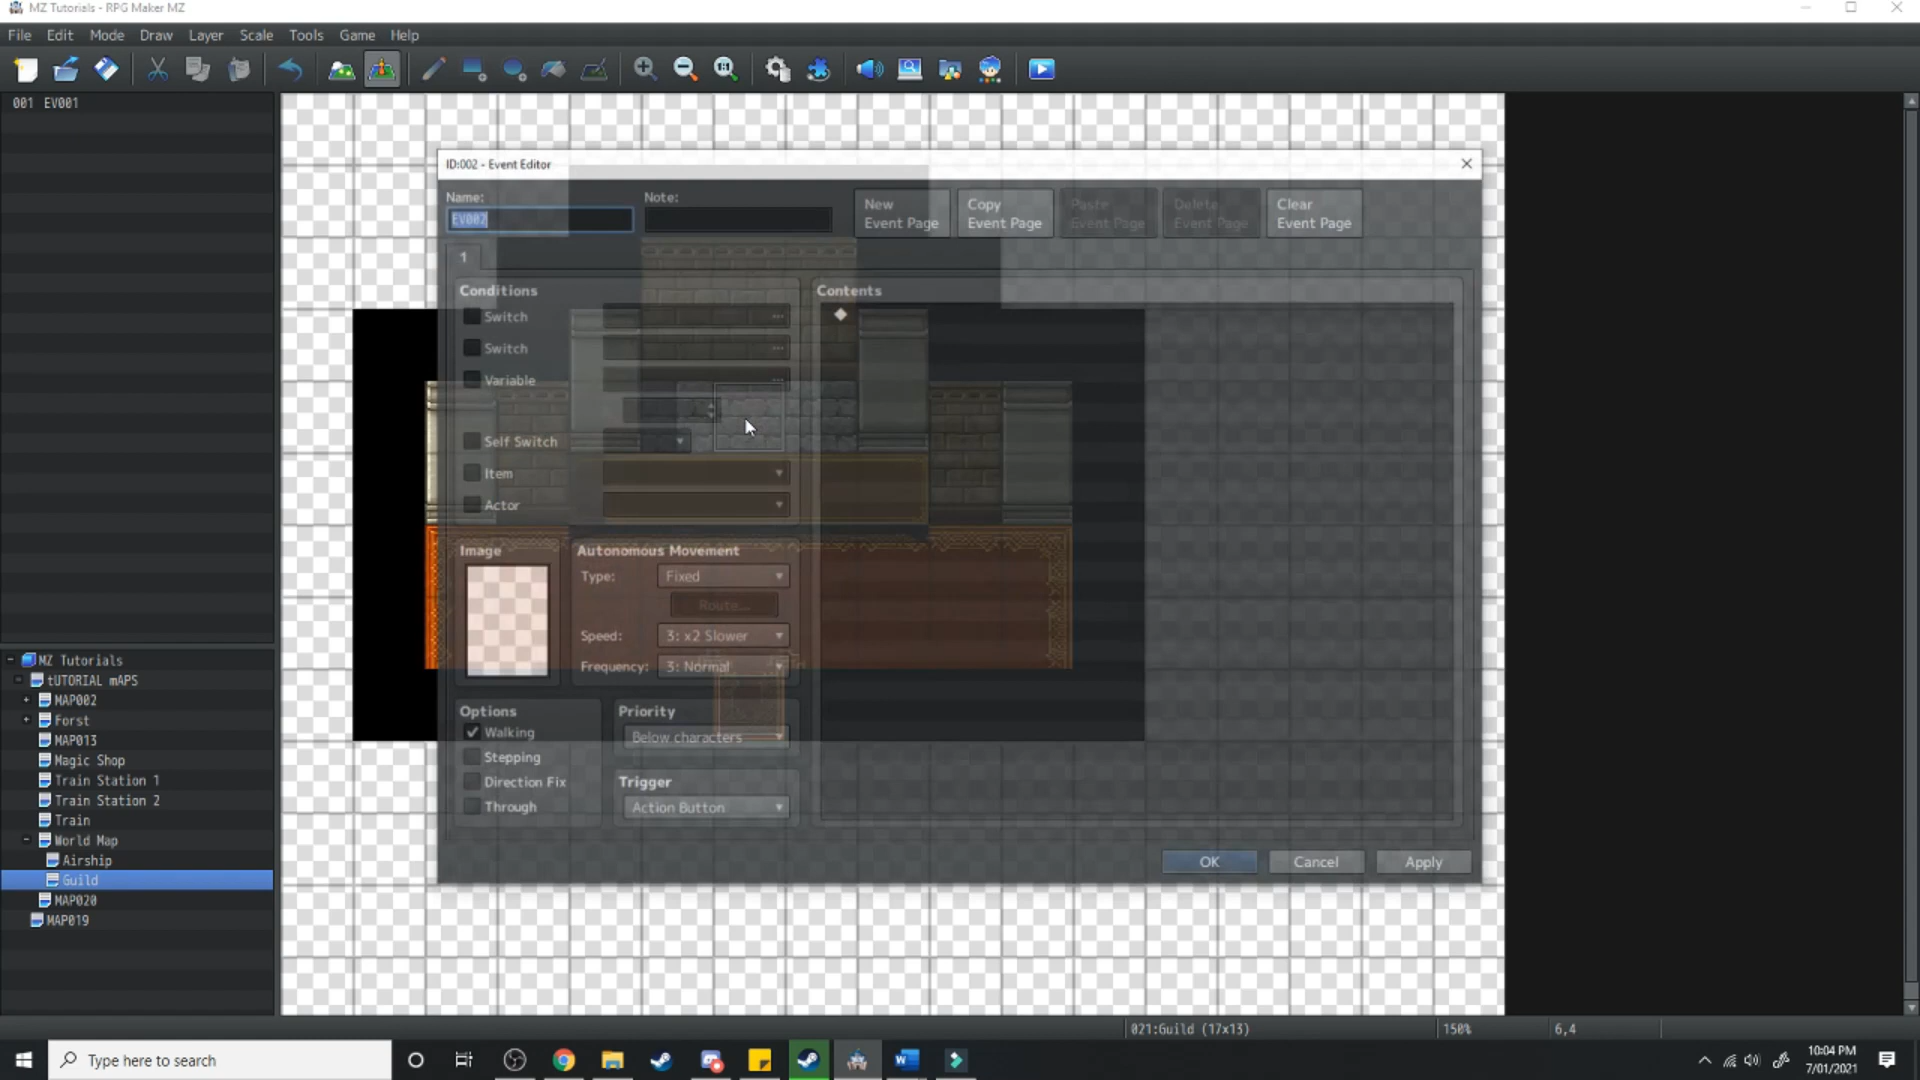 MZ Tutorials - RPG Maker MZ
File Edit Mode Draw Layer Scale Tools Game Help
1:1
001 EV001
ID:002 - Event Editor
Name:
EV002
Note:
New
Event Page
Copy
Event Page
Paste
Event Page
Delete
Event Page
Clear
Event Page
1
Conditions
Switch ...
Switch ...
Variable ...
Self Switch
Item
Actor
Contents
Image
Autonomous Movement
Type: Fixed
Route...
Speed: 3: x2 Slower
Frequency: 3: Normal
Options
Walking
Stepping
Direction Fix
Through
Priority
Below characters
Trigger
Action Button
OK Cancel Apply
MZ Tutorials
tUTORIAL mAPS
MAP002
Forst
MAP013
Magic Shop
Train Station 1
Train Station 2
Train
World Map
Airship
Guild
MAP020
MAP019
021:Guild (17x13) 150% 6,4
Type here to search
10:04 PM
7/01/2021